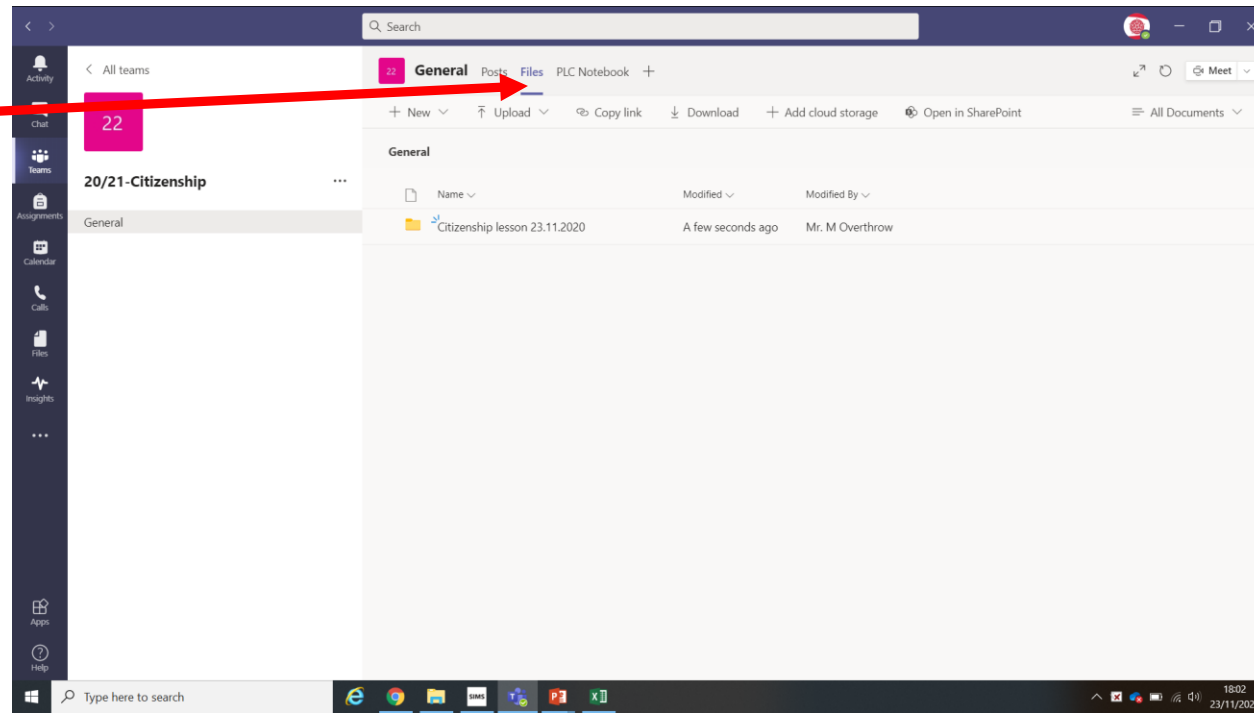 Search
Activity
Chat
Teams
Assignments
Calendar
Calls
Files
Insights
Apps
Help
All teams
22
20/21-Citizenship
General
22 General Posts Files PLC Notebook
Meet
New Upload Copy link Download Add cloud storage Open in SharePoint All Documents
General
Name Modified Modified By
Citizenship lesson 23.11.2020 A few seconds ago Mr. M Overthrow
Type here to search
SIMS
18:02
23/11/202